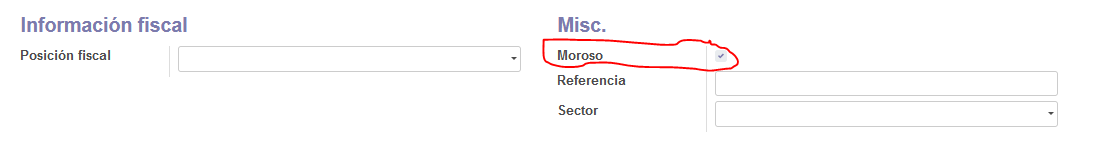 Información fiscal
Posición fiscal
Misc.
Moroso
Referencia
Sector